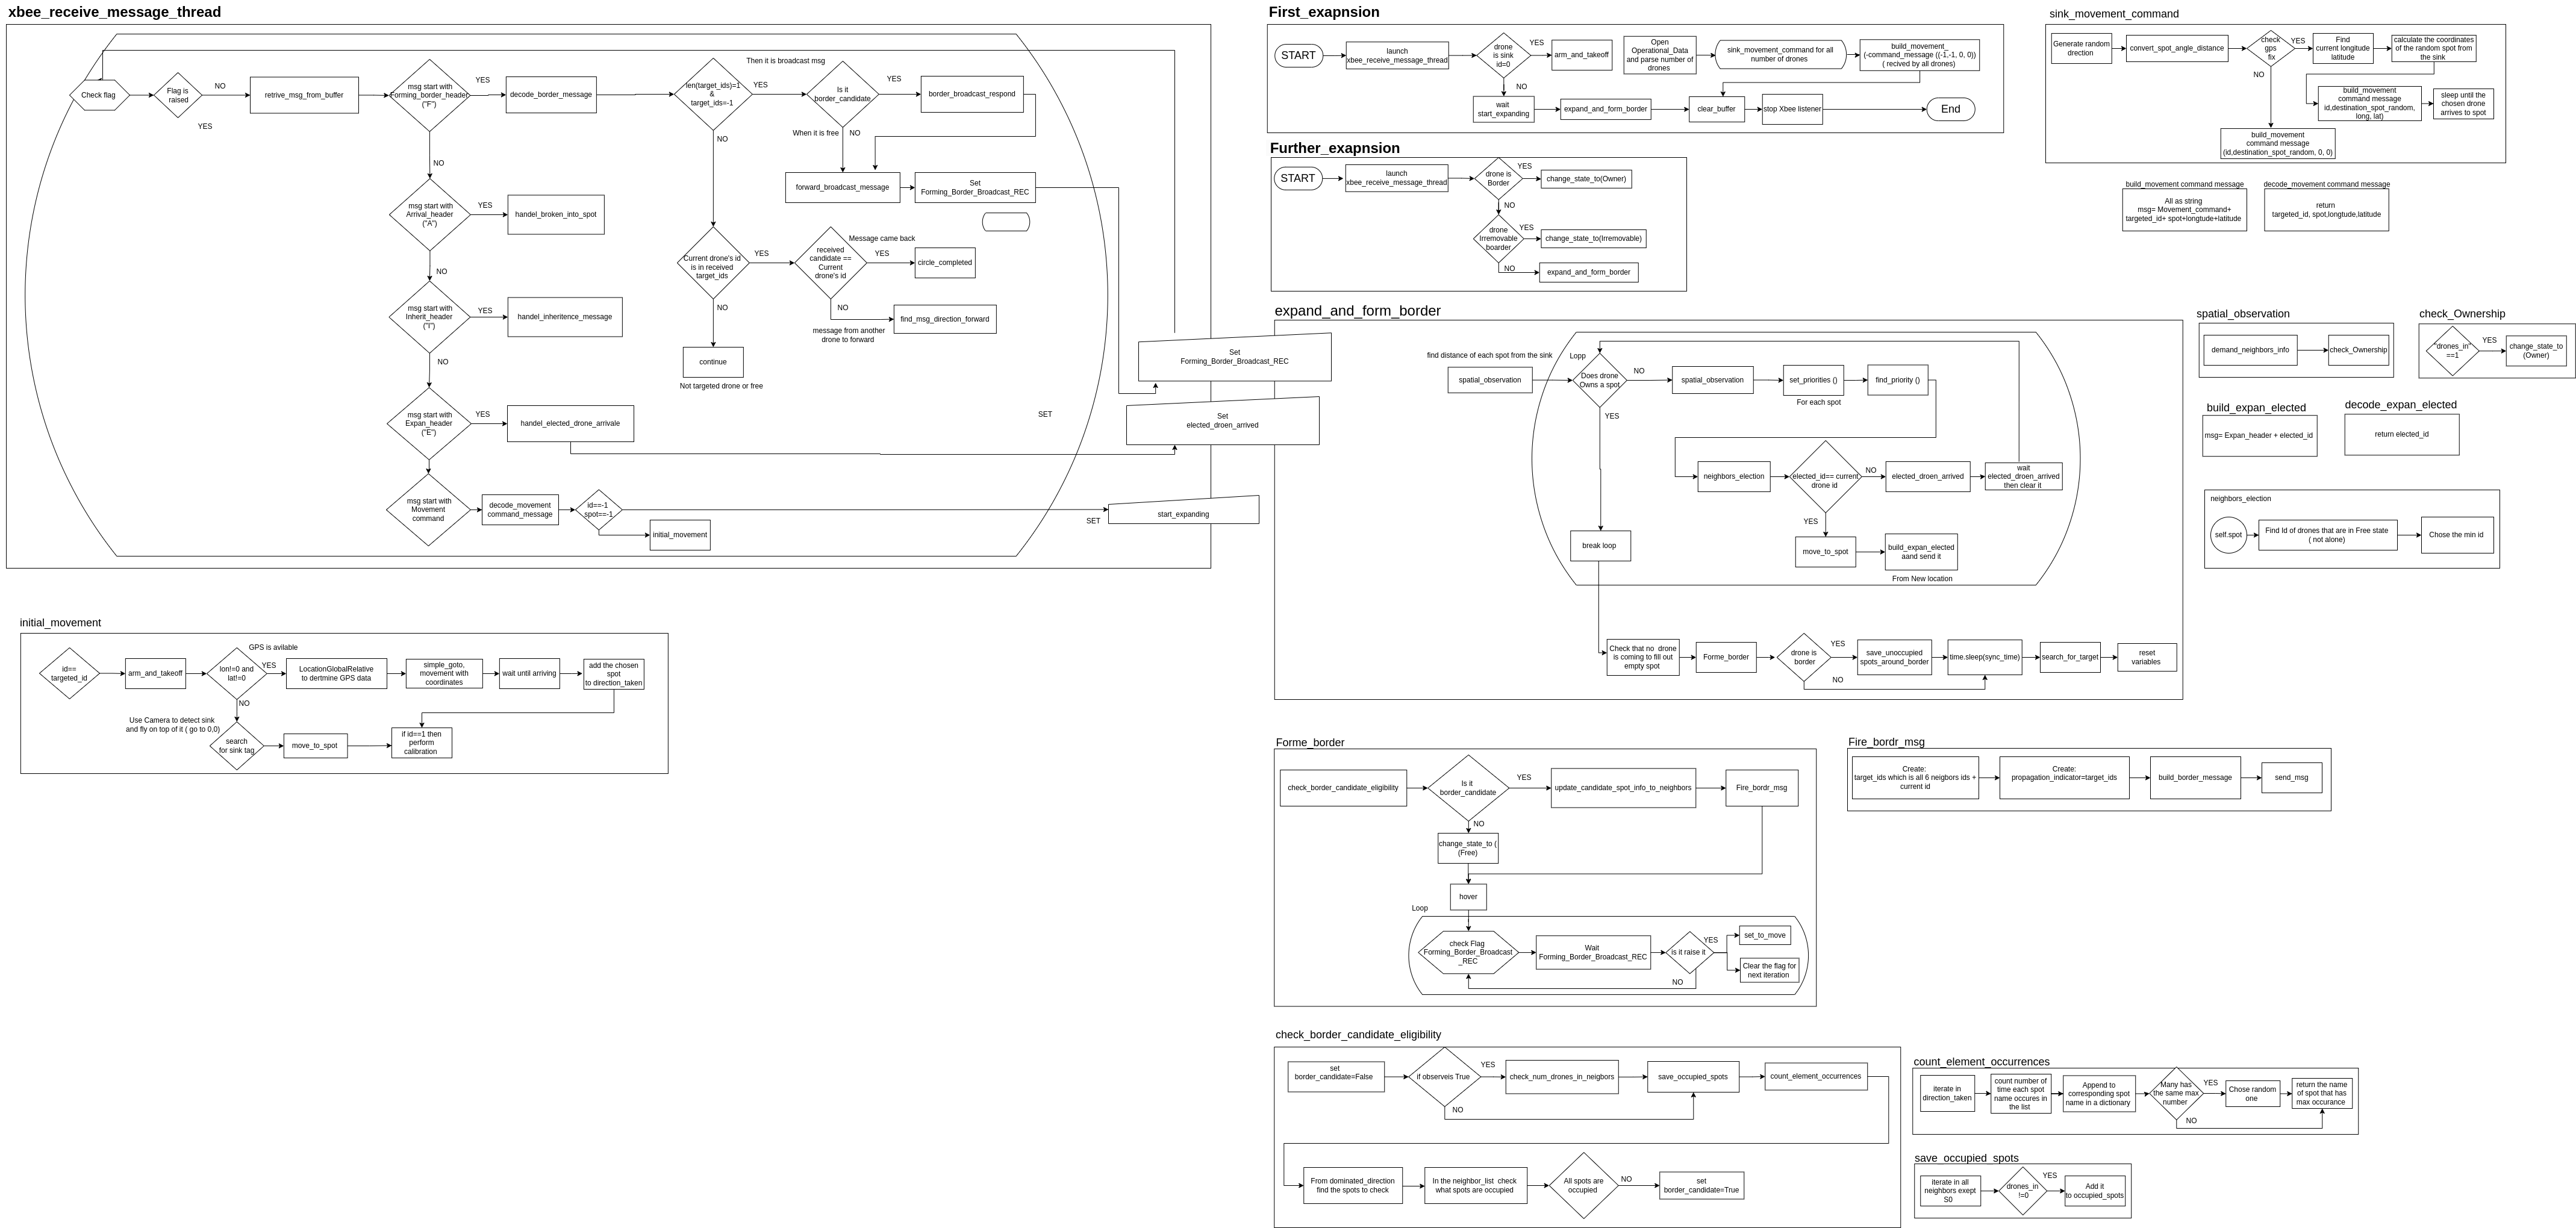 xbee_receive_message_thread
Check flag
Flag is
raised
NO
YES
retrive_msg_from_buffer
msg start with
Forming_border_header
("F")
YES
decode_border_message
len(target_ids)=1
&
target_ids=-1
YES
Then it is broadcast msg
Is it
border_candidate
YES
border_broadcast_respond
When it is free
NO
forward_broadcast_message
Set
Forming_Border_Broadcast_REC
NO
NO
msg start with
Arrival_header
("A")
YES
handel_broken_into_spot
NO
Current drone's id
is in received
target_ids
YES
received
candidate ==
Current
drone's id
Message came back
YES
circle_completed
NO
find_msg_direction_forward
message from another
drone to forward
NO
continue
Not targeted drone or free
msg start with
Inherit_header
("I")
YES
handel_inheritence_message
NO
msg start with
Expan_header
("E")
YES
handel_elected_drone_arrivale
SET
Set
Forming_Border_Broadcast_REC
Set
elected_droen_arrived
msg start with
Movement
command
decode_movement
command_message
id==-1
spot==-1
initial_movement
SET
start_expanding
initial_movement
id==
targeted_id
arm_and_takeoff
GPS is avilable
lon!=0 and
lat!=0
YES
LocationGlobalRelative
to dertmine GPS data
simple_goto,
movement with
coordinates
wait until arriving
add the chosen
spot
to direction_taken
NO
Use Camera to detect sink
and fly on top of it ( go to 0,0)
search
for sink tag
move_to_spot
if id==1 then
perform
calibration
First_exapnsion
START
launch
xbee_receive_message_thread
drone
is sink
id=0
YES
arm_and_takeoff
Open
Operational_Data
and parse number of
drones
sink_movement_command for all
number of drones
build_movement_
(-command_message ((-1,-1, 0, 0))
( recived by all drones)
NO
wait
start_expanding
expand_and_form_border
clear_buffer
stop Xbee listener
End
Further_exapnsion
START
launch
xbee_receive_message_thread
drone is
Border
YES
change_state_to(Owner)
NO
drone
Irremovable
boarder
YES
change_state_to(Irremovable)
NO
expand_and_form_border
sink_movement_command
Generate random
direction
convert_spot_angle_distance
check
gps
fix
YES
Find
current longitude
latitude
calculate the coordinates
of the random spot from
the sink
NO
build_movement
command message
id,destination_spot_random,
long, lat)
sleep until the
chosen drone
arrives to spot
build_movement
command message
(id,destination_spot_random, 0, 0)
build_movement command message
All as string
msg= Movement_command+
targeted_id+ spot+longtude+latitude
decode_movement command message
return
targeted_id, spot,longtude,latitude
expand_and_form_border
find distance of each spot from the sink
spatial_observation
Lopp
Does drone
Owns a spot
NO
spatial_observation
set_priorities ()
For each spot
find_priority ()
YES
neighbors_election
elected_id== current
drone id
NO
elected_droen_arrived
wait
elected_droen_arrived
then clear it
YES
move_to_spot
build_expan_elected
aand send it
From New location
break loop
Check that no  drone
is coming to fill out
empty spot
Forme_border
drone is
border
YES
save_unoccupied
spots_around_border
time.sleep(sync_time)
search_for_target
reset
variables
NO
spatial_observation
demand_neighbors_info
check_Ownership
check_Ownership
"drones_in"
==1
YES
change_state_to
(Owner)
build_expan_elected
msg= Expan_header + elected_id
decode_expan_elected
return elected_id
neighbors_election
self.spot
Find Id of drones that are in Free state
( not alone)
Chose the min id
Forme_border
check_border_candidate_eligibility
Is it
border_candidate
YES
update_candidate_spot_info_to_neighbors
Fire_bordr_msg
NO
change_state_to (
(Free)
hover
Loop
check Flag
Forming_Border_Broadcast
_REC
Wait
Forming_Border_Broadcast_REC
is it raise it
YES
set_to_move
Clear the flag for
next iteration
NO
Fire_bordr_msg
Create:
target_ids which is all 6 neigbors ids +
current id
Create:
propagation_indicator=target_ids
build_border_message
send_msg
check_border_candidate_eligibility
set
border_candidate=False
if observeis True
YES
check_num_drones_in_neigbors
save_occupied_spots
count_element_occurrences
NO
From dominated_direction
find the spots to check
In the neighbor_list  check
what spots are occupied
All spots are
occupied
NO
set
border_candidate=True
count_element_occurrences
iterate in
direction_taken
count number of
time each spot
name occures in
the list
Append to
corresponding spot
name in a dictionary
Many has
the same max
number
YES
Chose random
one
return the name
of spot that has
max occurance
NO
save_occupied_spots
iterate in all
neighbors exept
S0
drones_in
!=0
YES
Add it
to occupied_spots